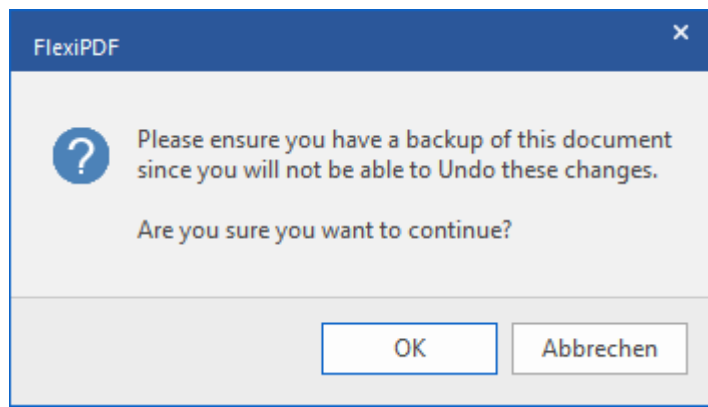 FlexiPDF
Please ensure you have a backup of this document
since you will not be able to Undo these changes.
Are you sure you want to continue?
OK
Abbrechen